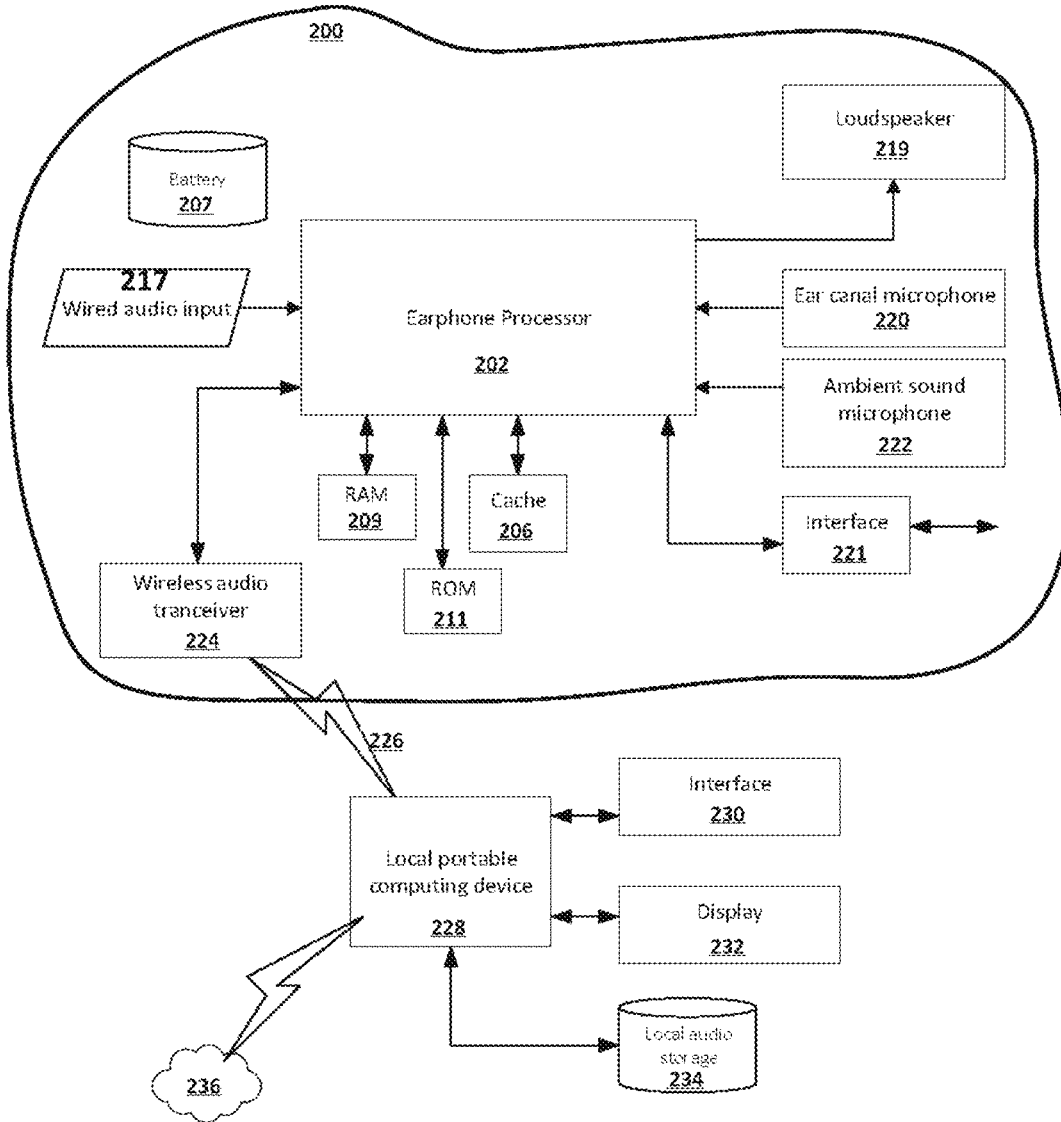 200
Loudspeaker
219
Battery
207
217
Wired audio input
Earphone Processor
202
Ear canal microphone
220
Ambient sound
microphone
222
RAM
209
Cache
206
Interface
221
ROM
211
Wireless audio
tranceiver
224
226
Interface
230
Local portable
computing device
228
Display
232
Local audio
storage
234
236